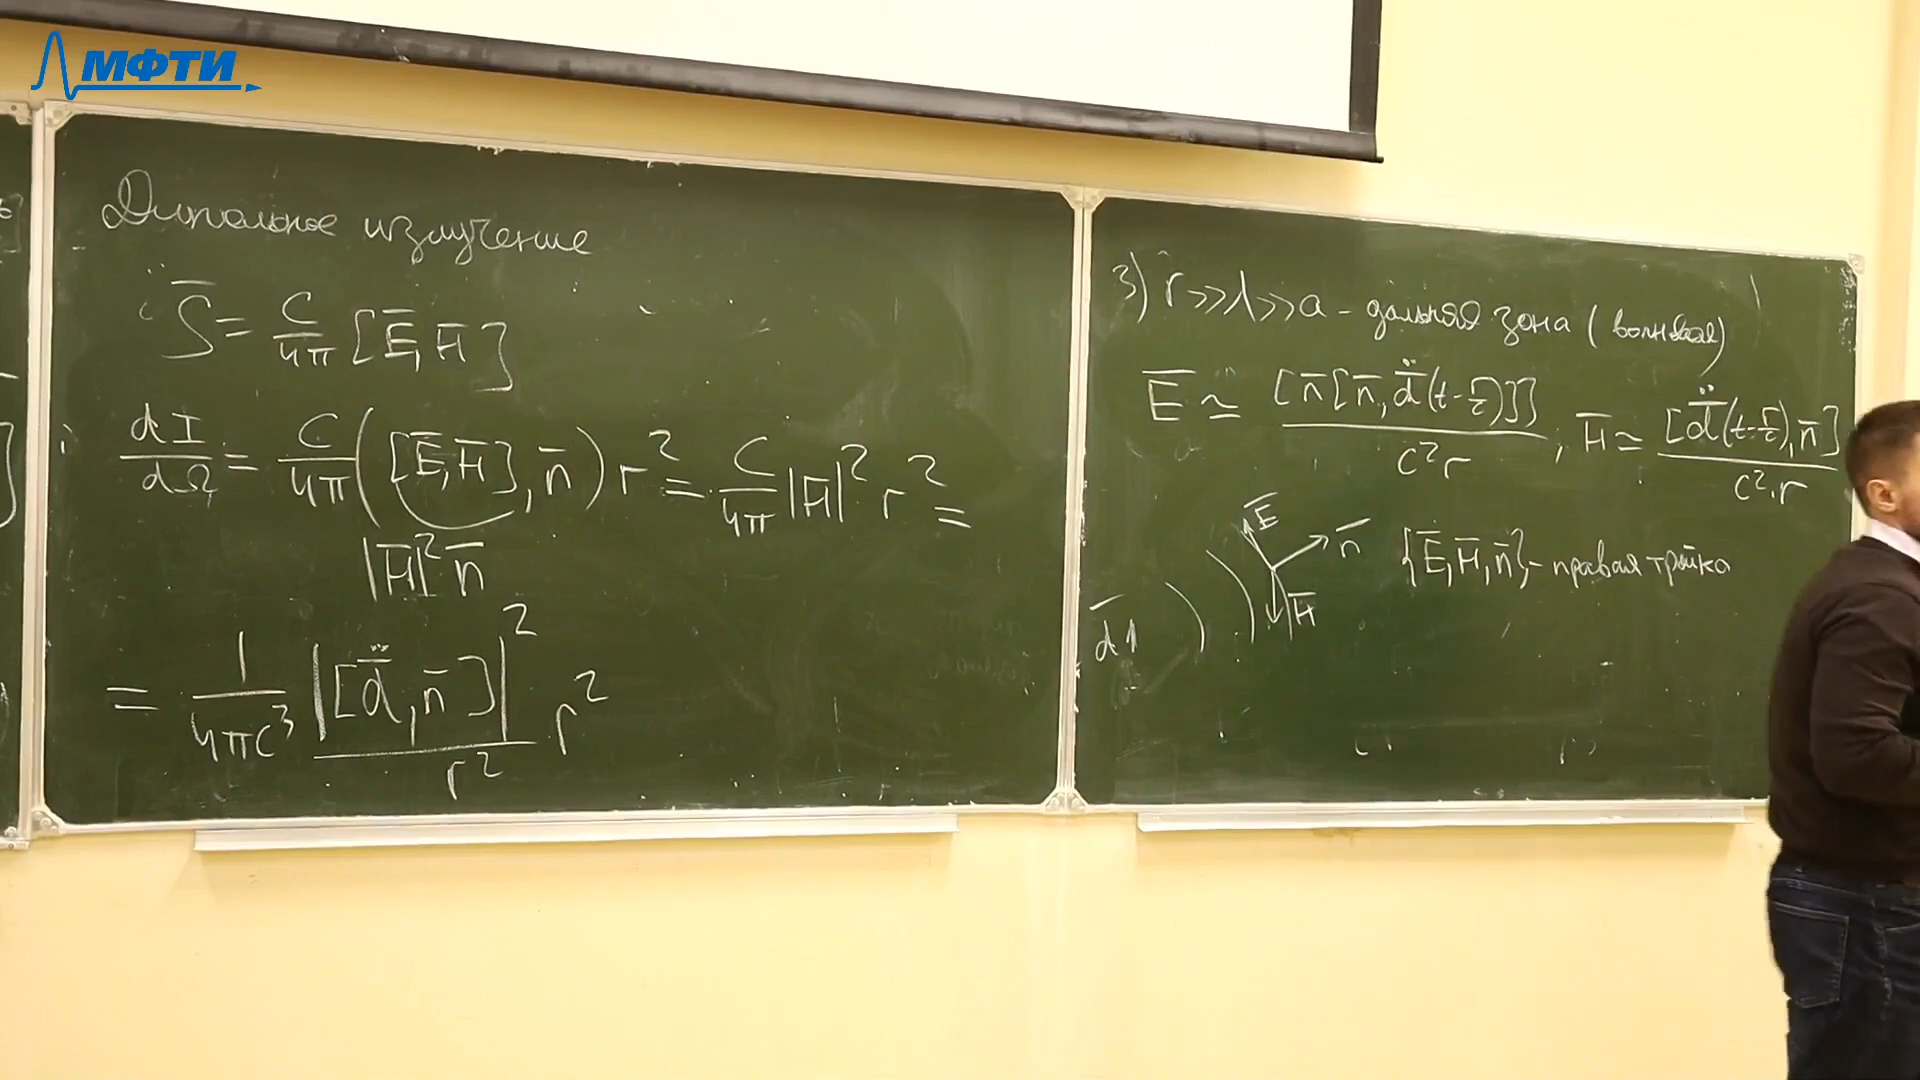 МФТИ
Дипольное излучение
S̄ = c/4π [Ē, H̄]
dI/dΩ = c/4π ([Ē, H̄], n̄) r² = c/4π |H̄|² r² =
|H̄|² n̄
= 1/4πc³ |[d̄̈, n̄]|²/r² r²
3) r >> λ >> a - дальняя зона (волновая)
Ē ≃ [n̄[n̄, d̄̈(t - r/c)]]/c²r ; H̄ ≃ [d̄̈(t - r/c), n̄]/c²·r
Ē
n̄
{Ē, H̄, n̄} - правая тройка
H̄
d̄